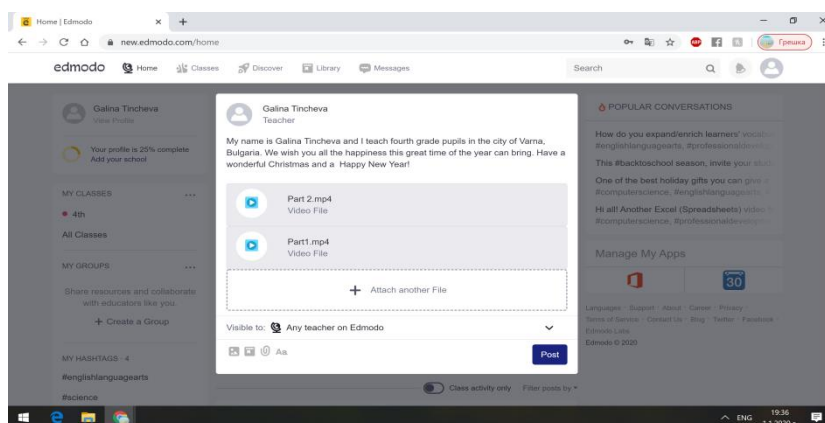 Home | Edmodo
new.edmodo.com/home
Грешка
edmodo
Home
Classes
Discover
Library
Messages
Search
Galina Tincheva
View Profile
Your profile is 25% complete
Add your school
MY CLASSES
4th
All Classes
MY GROUPS
Share resources and collaborate
with educators like you.
+ Create a Group
MY HASHTAGS · 4
#englishlanguagearts
#science
Galina Tincheva
Teacher
My name is Galina Tincheva and I teach fourth grade pupils in the city of Varna,
Bulgaria. We wish you all the happiness this great time of the year can bring. Have a
wonderful Christmas and a Happy New Year!
Part 2.mp4
Video File
Part1.mp4
Video File
+ Attach another File
Visible to: Any teacher on Edmodo
Aa
Post
Class activity only
Filter posts by
POPULAR CONVERSATIONS
How do you expand/enrich learners'
#englishlanguagearts,
This #backtoschool season, invite your
One of the best holiday gifts you can give
#computerscience,
Hi all! Another Excel (Spreadsheets) video
#computerscience,
Manage My Apps
30
Languages · Support · About · Career · Privacy ·
Terms of Service · Contact Us · Blog · Twitter · Facebook ·
Edmodo Labs
Edmodo © 2020
ENG
19:36